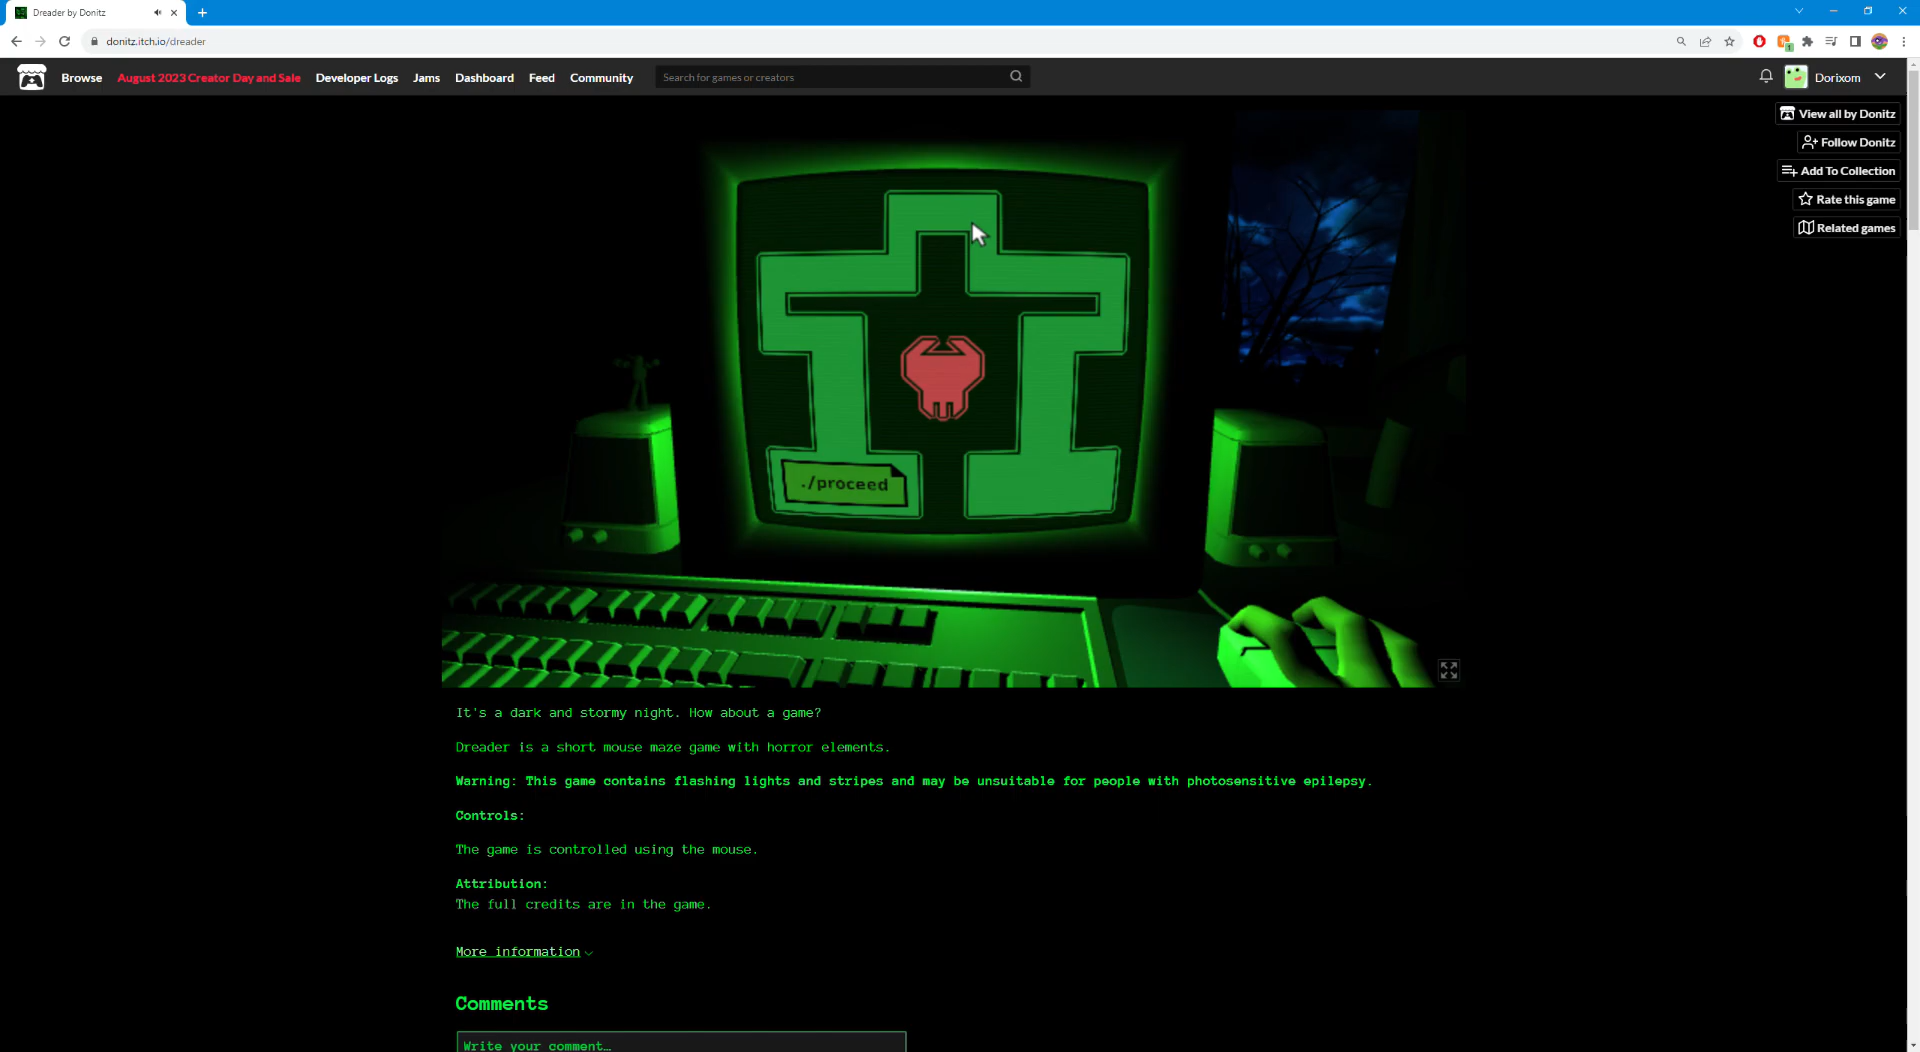 Dreader by Donitz
donitz.itch.io/dreader
1
Browse
August 2023 Creator Day and Sale
Developer Logs
Jams
Dashboard
Feed
Community
Search for games or creators
Dorixom
View all by Donitz
Follow Donitz
Add To Collection
Rate this game
Related games
./proceed
It's a dark and stormy night. How about a game?
Dreader is a short mouse maze game with horror elements.
Warning: This game contains flashing lights and stripes and may be unsuitable for people with photosensitive epilepsy.
Controls:
The game is controlled using the mouse.
Attribution:
The full credits are in the game.
More information
Comments
Write your comment…